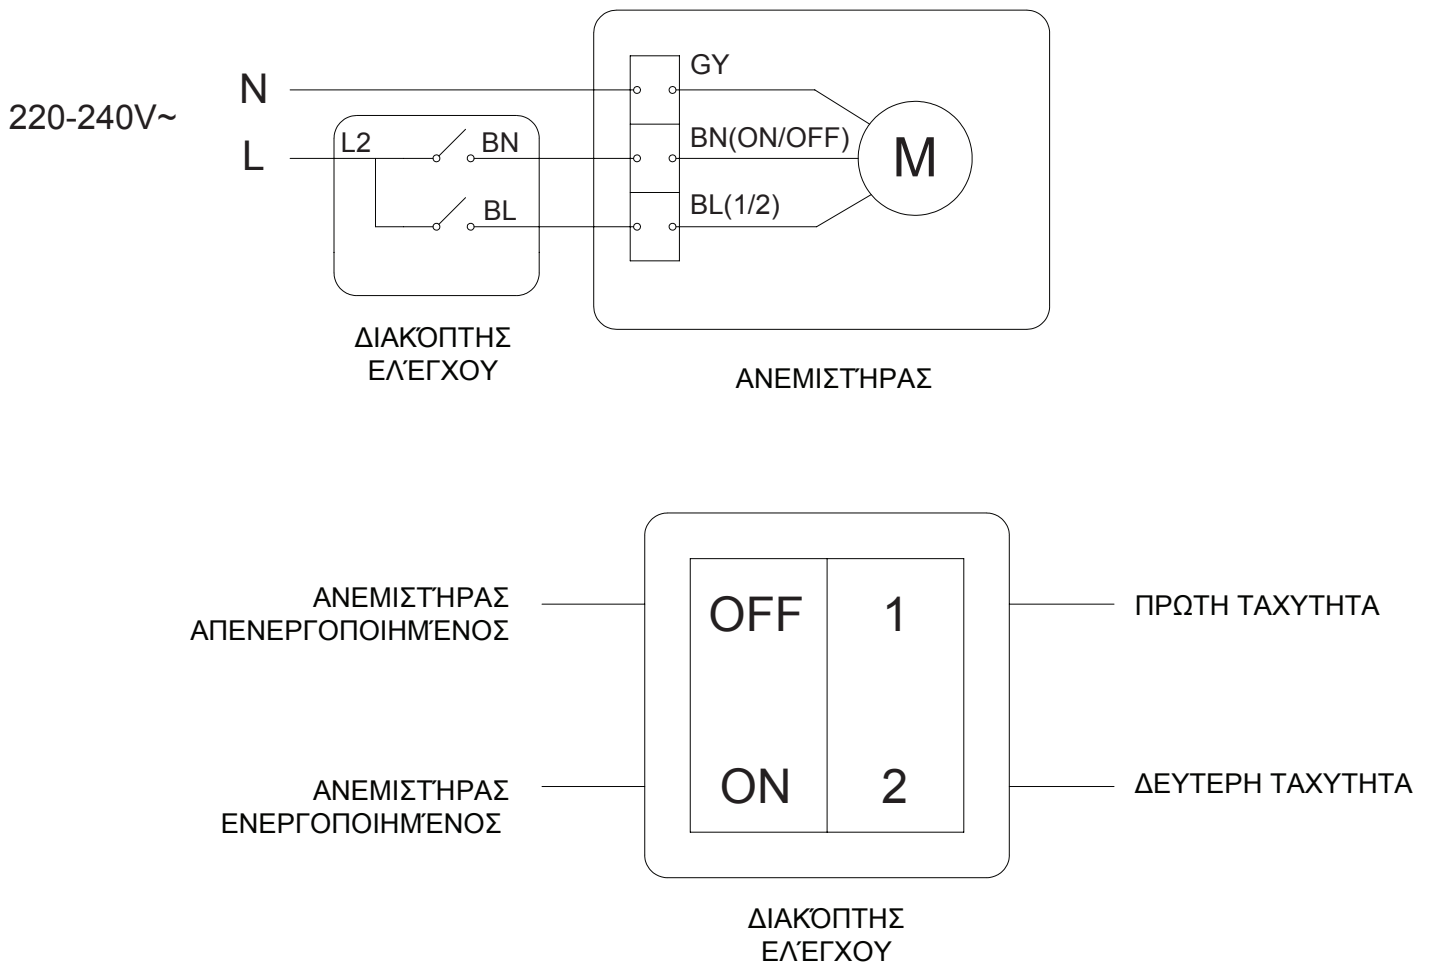 N
GY
220-240V~
L
L2
BN
BN(ON/OFF)
M
BL
BL(1/2)
ΔΙΑΚΌΠΤΗΣ
ΕΛΈΓΧΟΥ
ΑΝΕΜΙΣΤΉΡΑΣ
ΑΝΕΜΙΣΤΉΡΑΣ
ΑΠΕΝΕΡΓΟΠΟΙΗΜΈΝΟΣ
OFF
1
ΠΡΩΤΗ ΤΑΧΥΤΗΤΑ
ΑΝΕΜΙΣΤΉΡΑΣ
ΕΝΕΡΓΟΠΟΙΗΜΈΝΟΣ
ON
2
ΔΕΥΤΕΡΗ ΤΑΧΥΤΗΤΑ
ΔΙΑΚΌΠΤΗΣ
ΕΛΈΓΧΟΥ